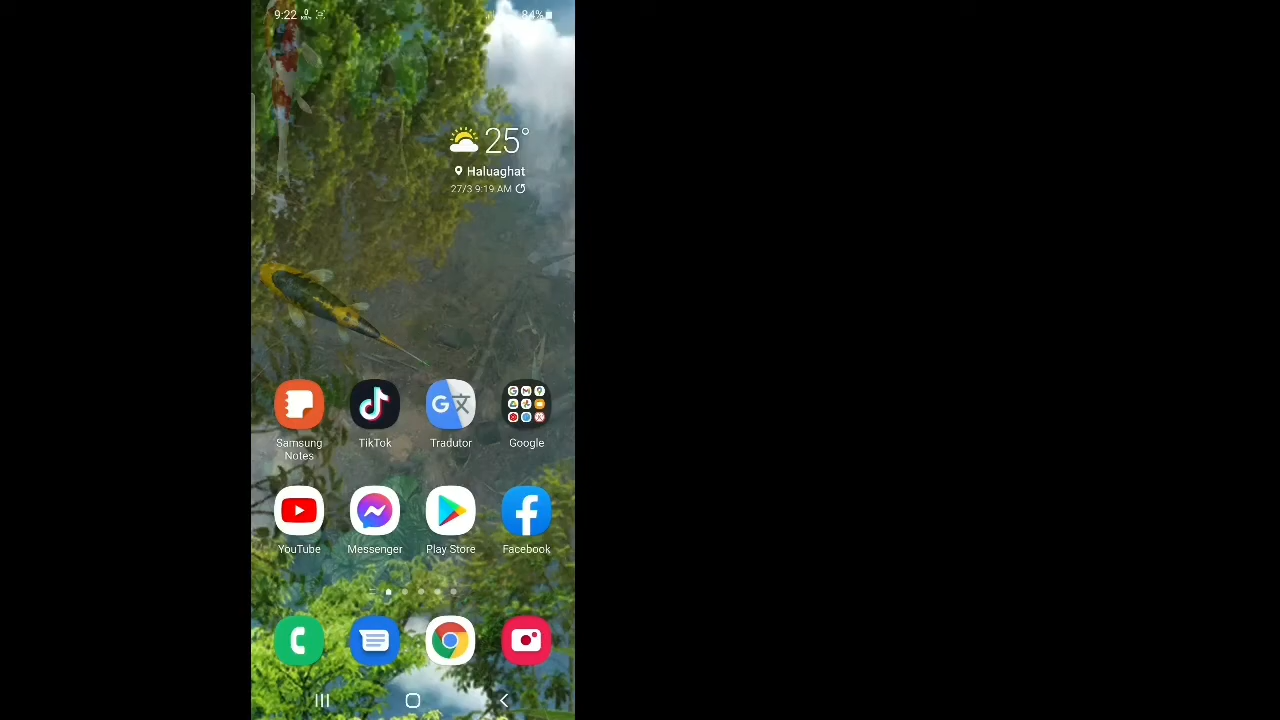 9:22
84%
25°
Haluaghat
27/3 9:19 AM
Samsung
Notes
TikTok
Tradutor
Google
YouTube
Messenger
Play Store
Facebook